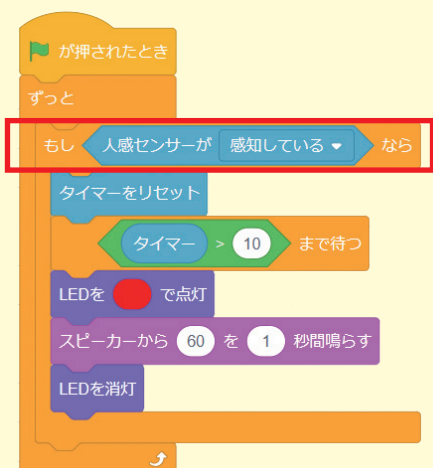 が押されたとき
ずっと
もし 人感センサーが 感知している なら
タイマーをリセット
タイマー > 10 まで待つ
LEDを で点灯
スピーカーから 60 を 1 秒間鳴らす
LEDを消灯